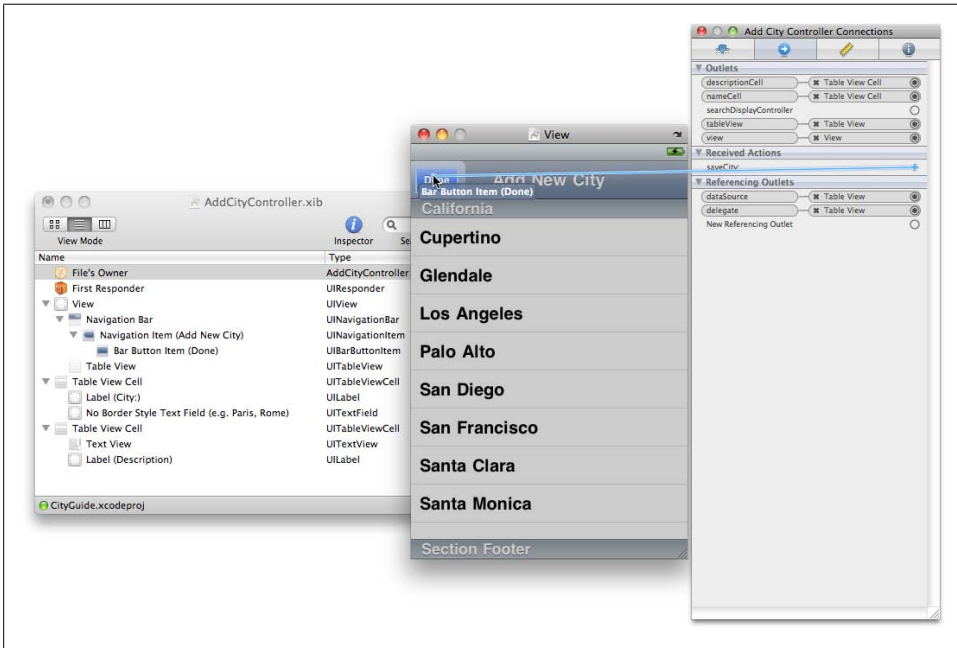 AddCityController.xib
View Mode
Inspector
Se
Name
Type
File's Owner
AddCityController
First Responder
UIResponder
View
UIView
Navigation Bar
UINavigationBar
Navigation Item (Add New City)
UINavigationItem
Bar Button Item (Done)
UIBarButtonItem
Table View
UITableView
Table View Cell
UITableViewCell
Label (City:)
UILabel
No Border Style Text Field (e.g. Paris, Rome)
UITextField
Table View Cell
UITableViewCell
Text View
UITextView
Label (Description)
UILabel
CityGuide.xcodeproj
View
Done
Add New City
Bar Button Item (Done)
California
Cupertino
Glendale
Los Angeles
Palo Alto
San Diego
San Francisco
Santa Clara
Santa Monica
Section Footer
Add City Controller Connections
Outlets
descriptionCell
Table View Cell
nameCell
Table View Cell
searchDisplayController
tableView
Table View
view
View
Received Actions
saveCity:
Referencing Outlets
dataSource
Table View
delegate
Table View
New Referencing Outlet